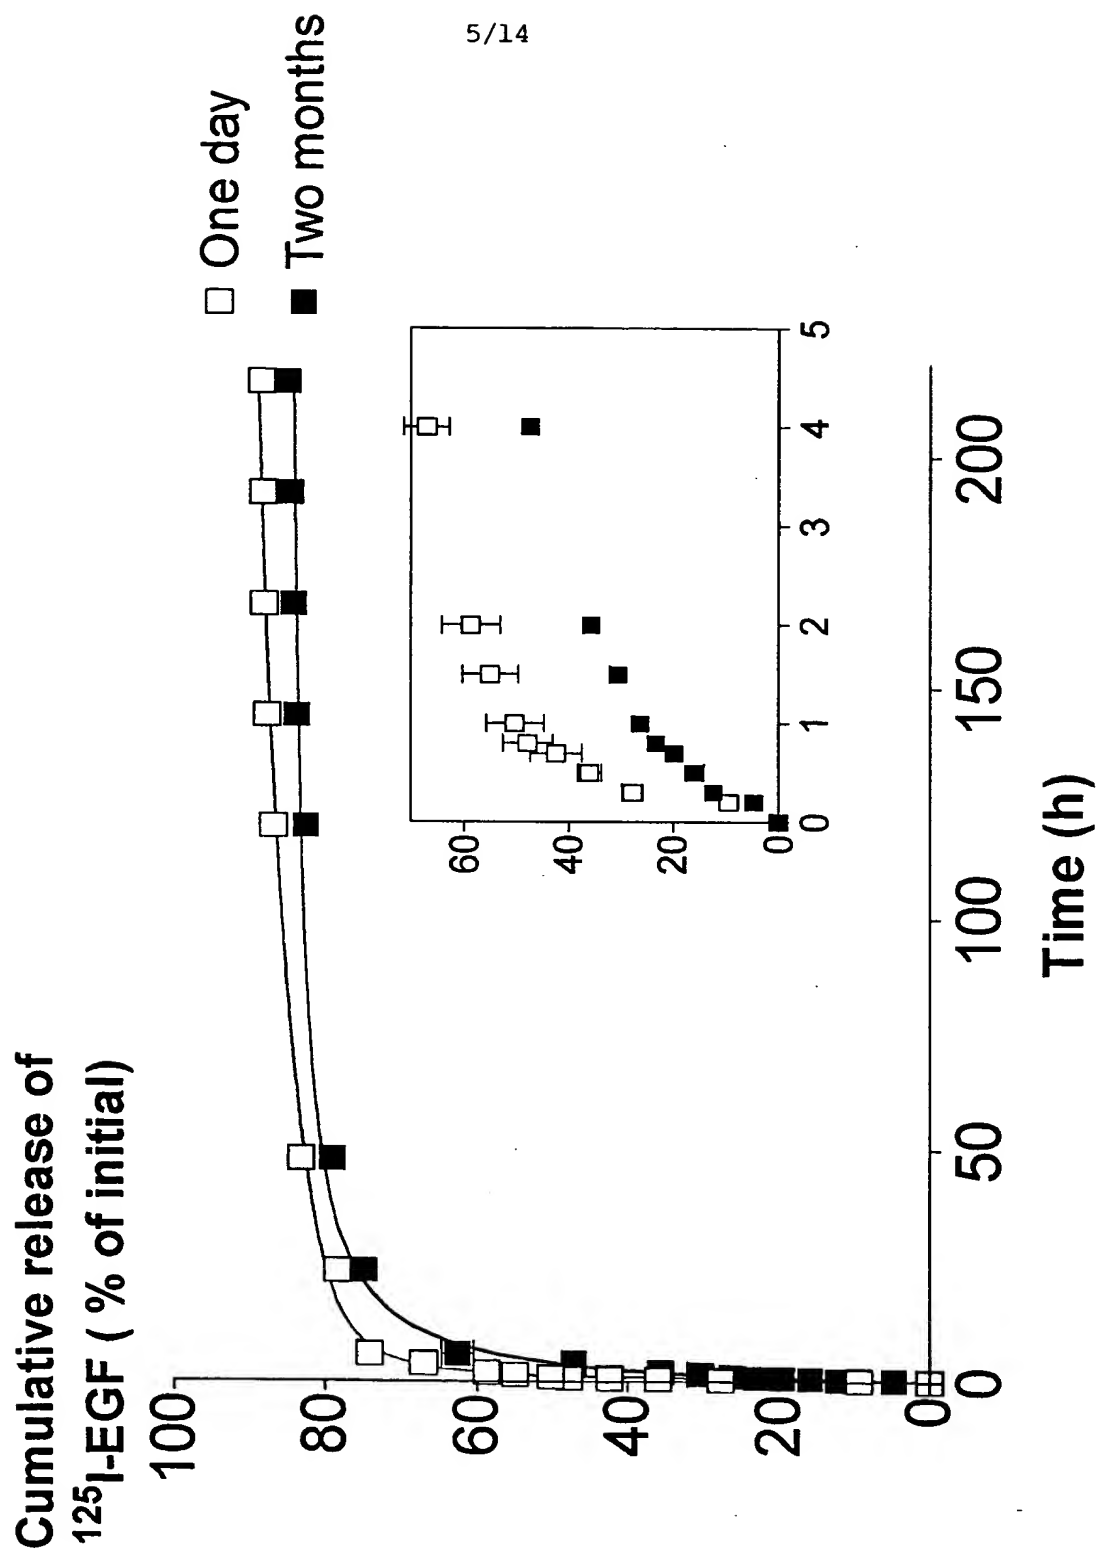 5/14
Cumulative release of
¹²⁵I-EGF ( % of initial)
One day
Two months
100
80
60
40
20
0
60
40
20
0
0 1 2 3 4 5
0 50 100 150 200
Time (h)